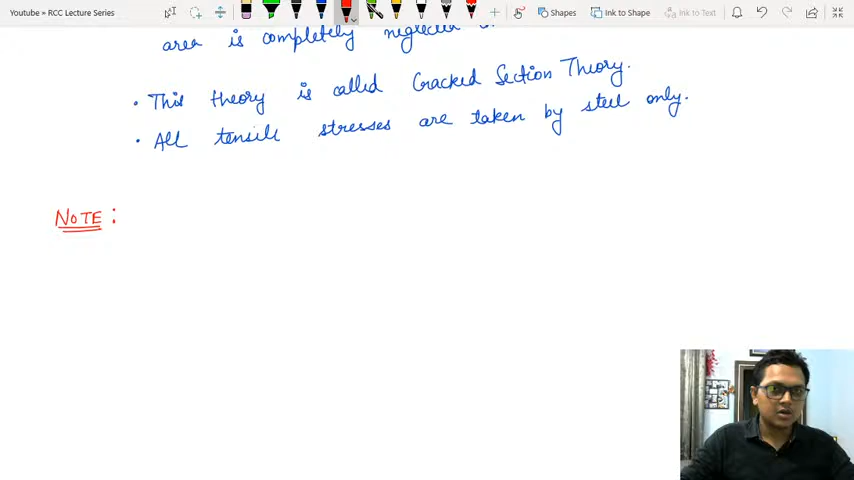 Youtube » RCC Lecture Series
Shapes
Ink to Shape
Ink to Text
area is completely neglected
• This theory is called Cracked Section Theory.
• All tensile stresses are taken by steel only.
NOTE :